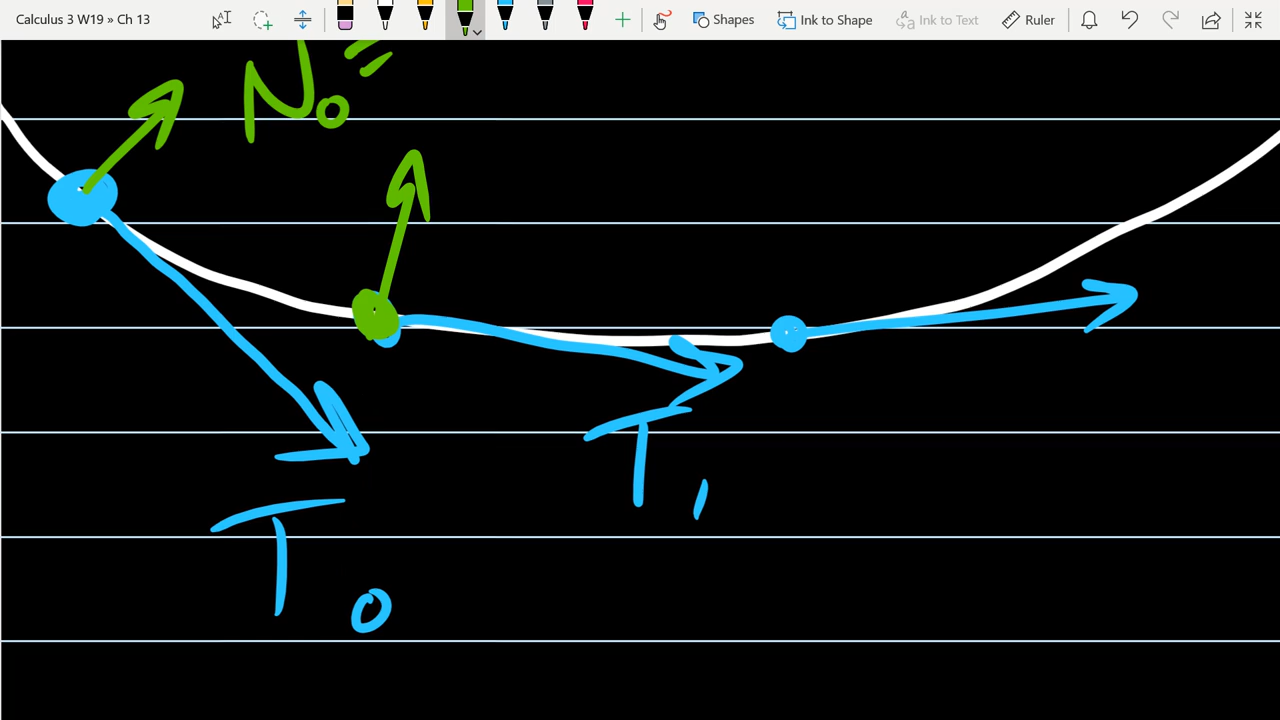 Calculus 3 W19 » Ch 13
Shapes
Ink to Shape
Ink to Text
Ruler
N₀ =
T₁
T₀